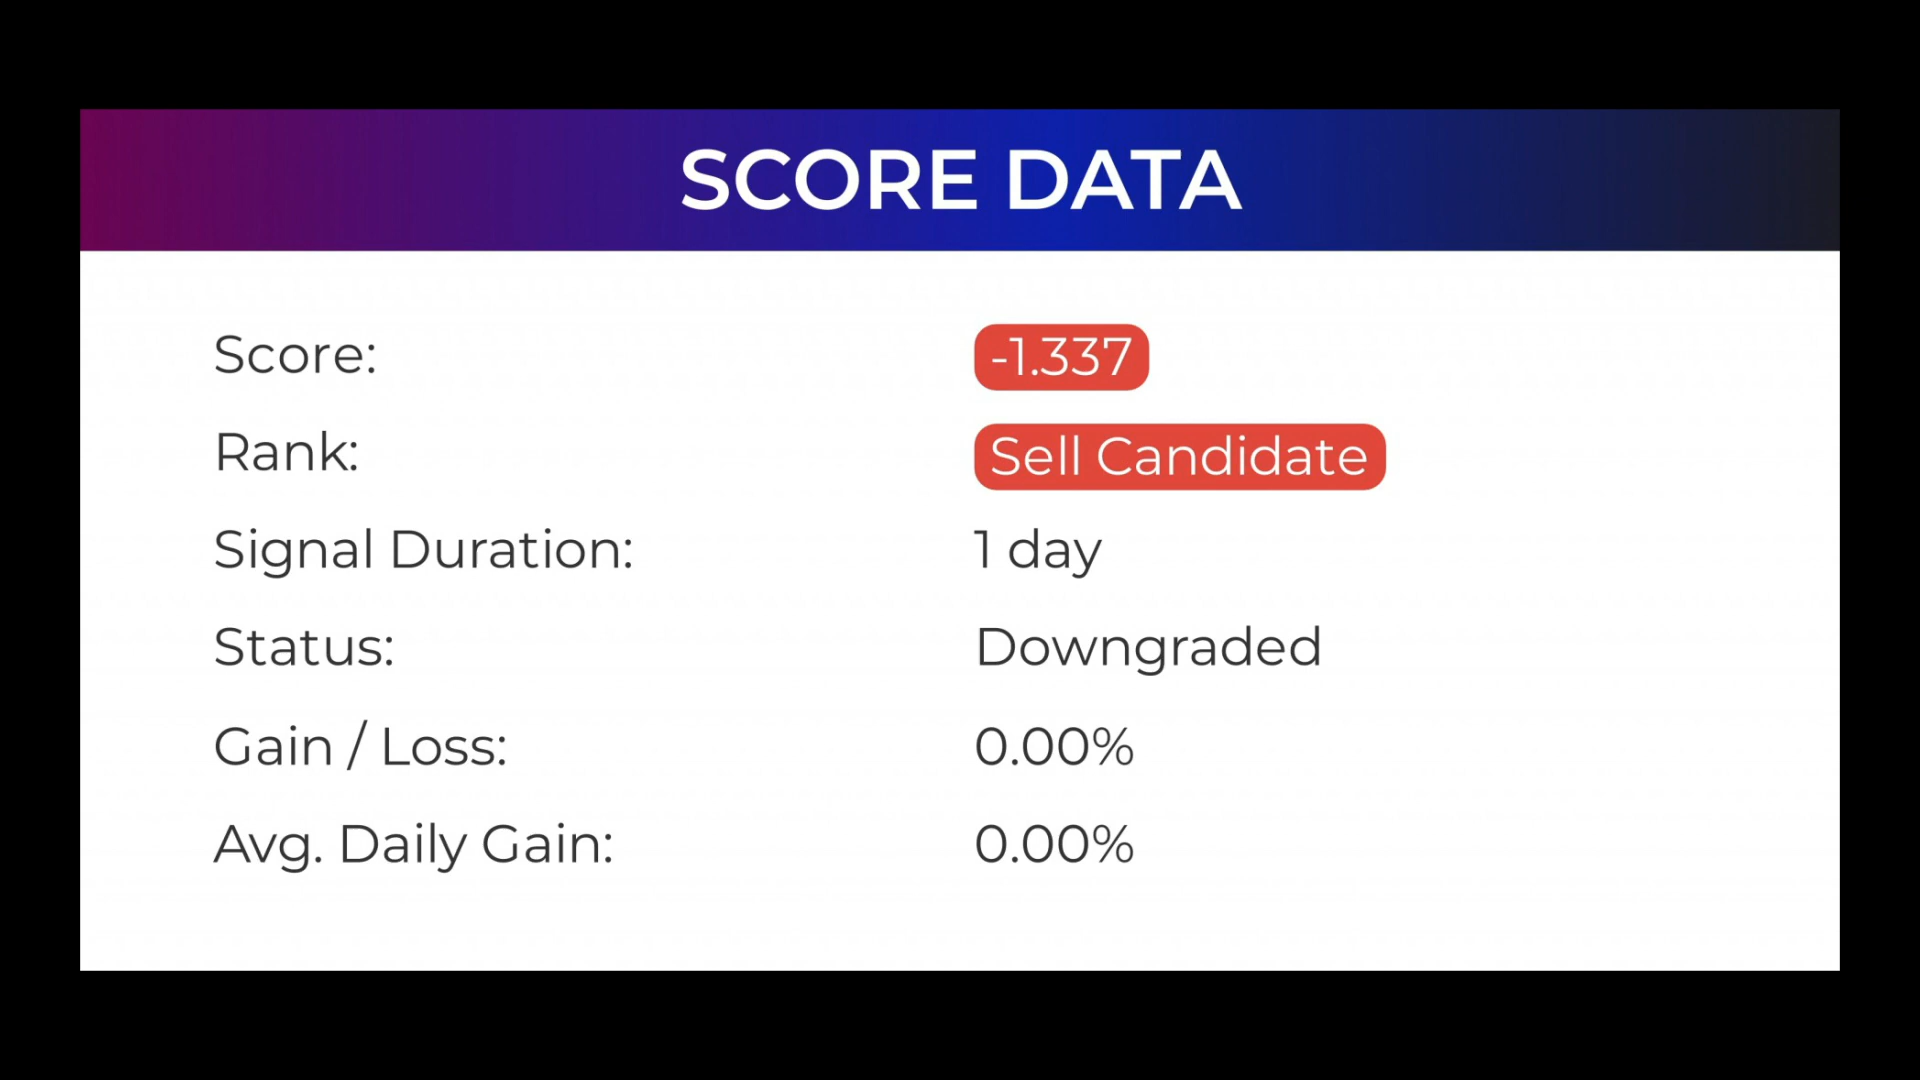 SCORE DATA
Score: -1.337
Rank: Sell Candidate
Signal Duration: 1 day
Status: Downgraded
Gain / Loss: 0.00%
Avg. Daily Gain: 0.00%